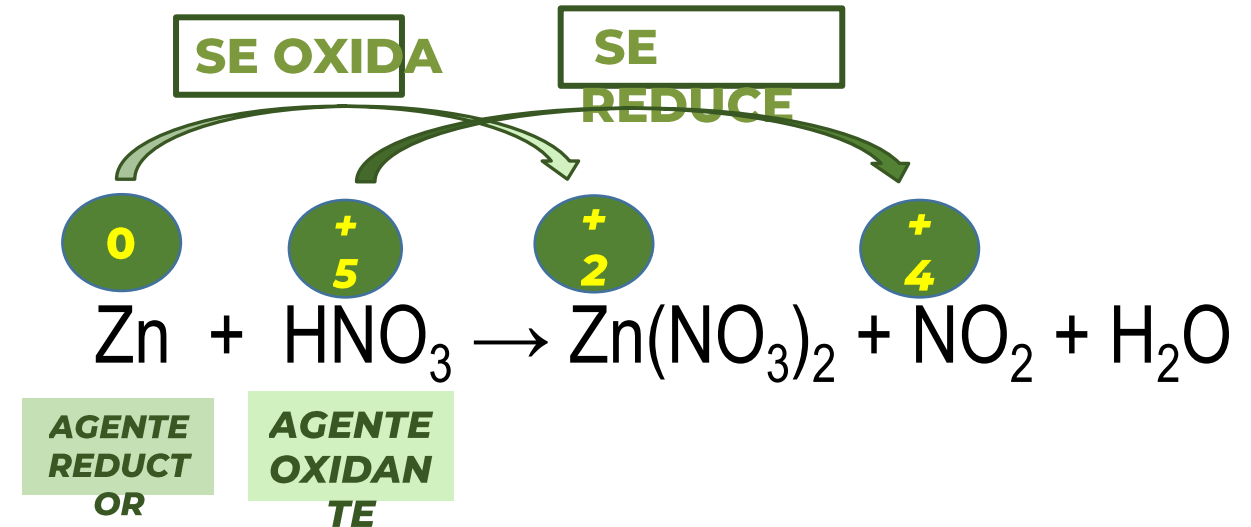 SE OXIDA
SE
REDUCE
0
+
5
+
2
+
4
Zn + HNO₃ → Zn(NO₃)₂ + NO₂ + H₂O
AGENTE
REDUCT
OR
AGENTE
OXIDAN
TE